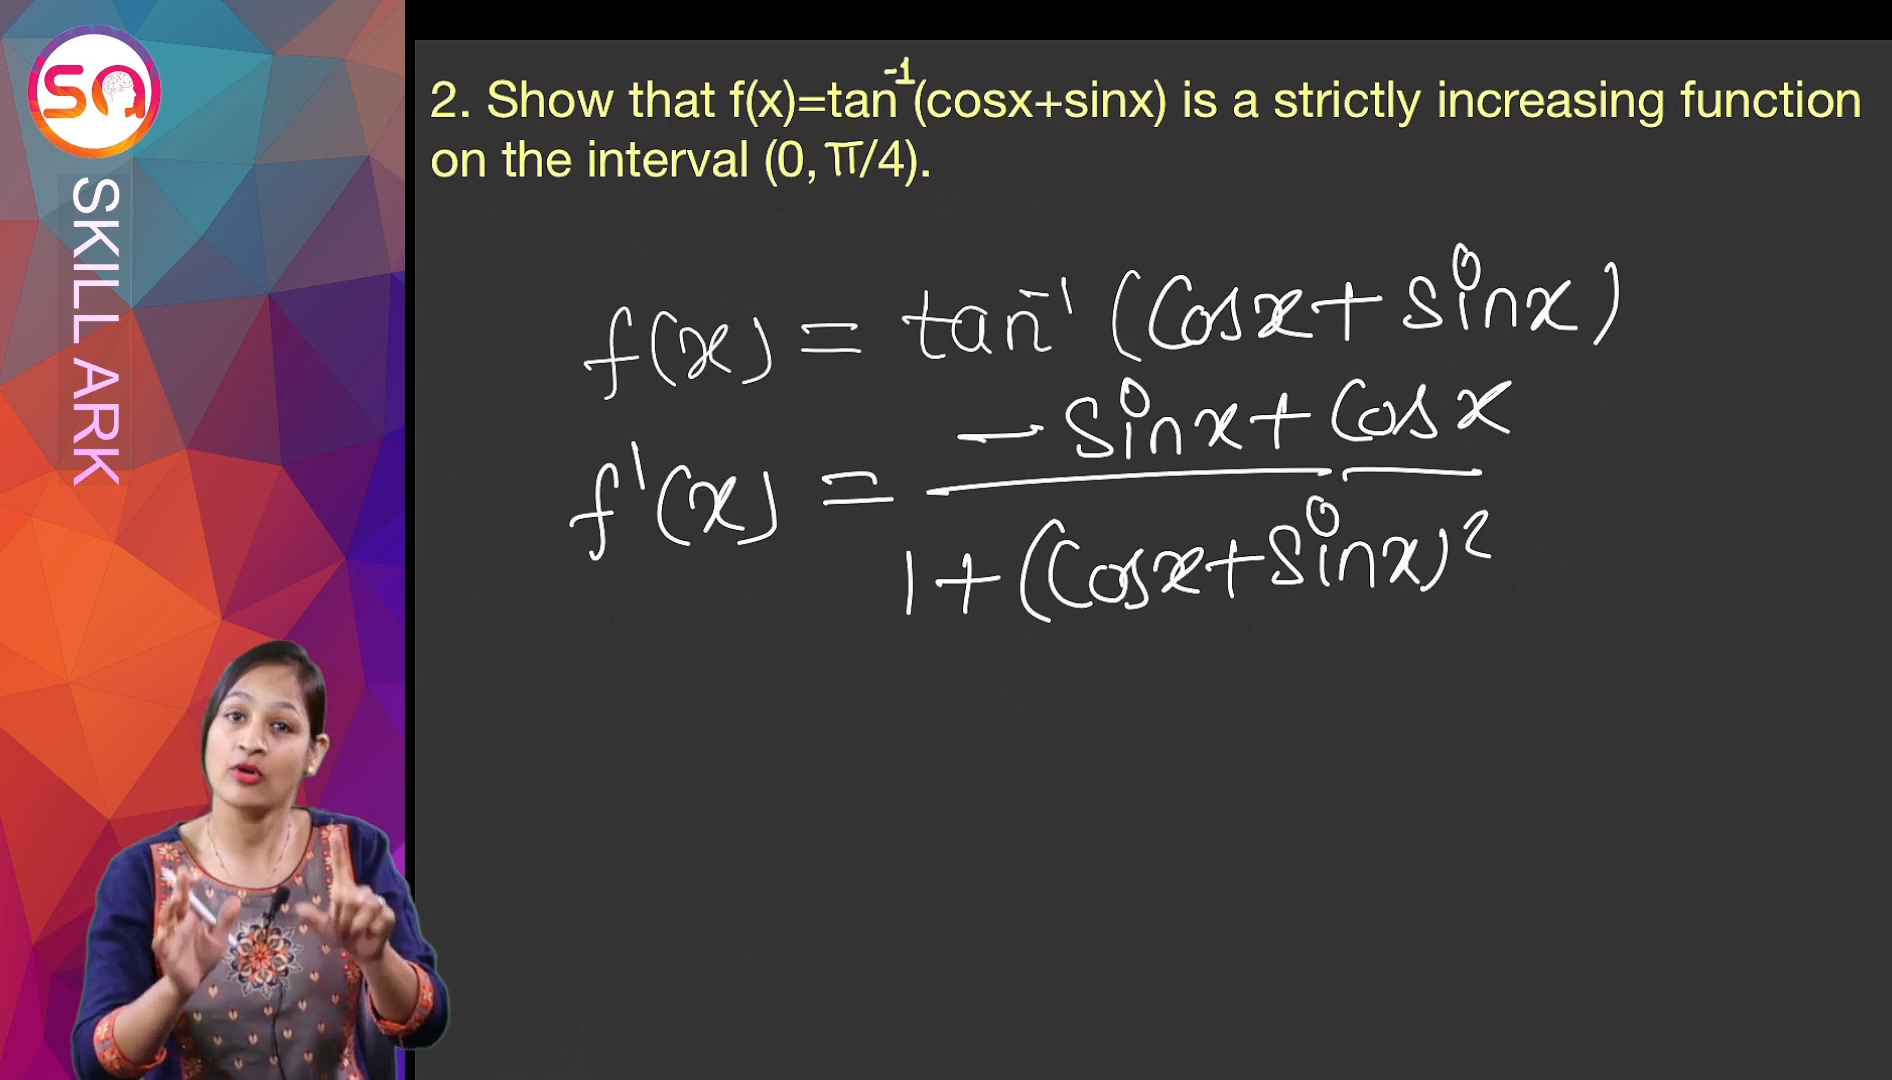 SA
SKILL ARK
2. Show that f(x)=tan⁻¹(cosx+sinx) is a strictly increasing function
on the interval (0, π/4).
f(x) = tan⁻¹ (Cosx + sinx)
f'(x) = (-sinx + Cosx) / (1 + (Cosx + sinx)²)